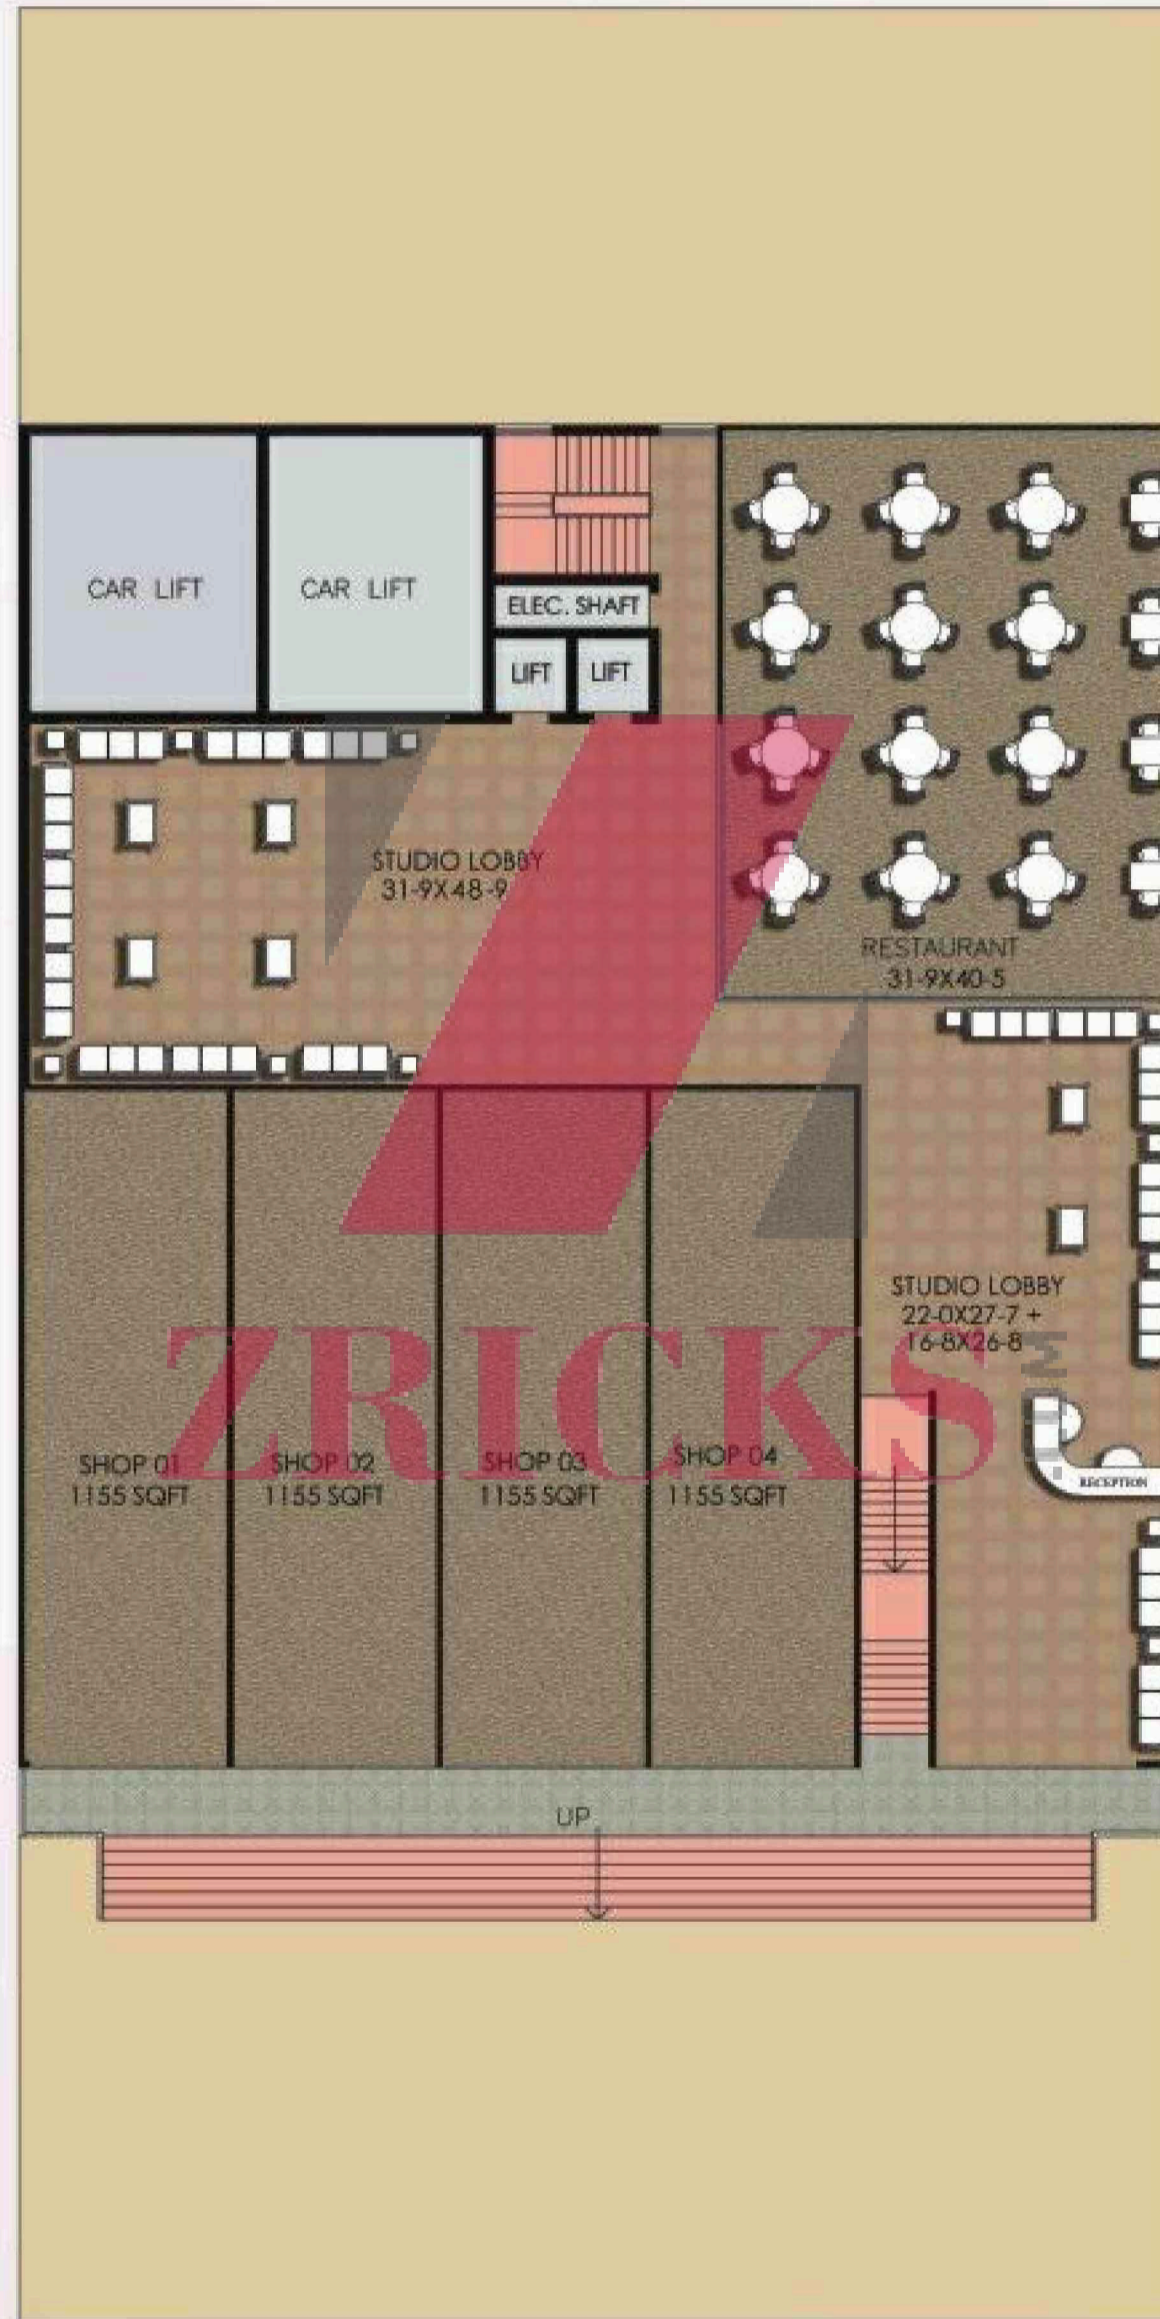 CAR LIFT
CAR LIFT
ELEC. SHAFT
LIFT
LIFT
STUDIO LOBBY
31-9X48-9
RESTAURANT
31-9X40-5
STUDIO LOBBY
22-0X27-7 +
16-8X26-8
ZRICKS
.COM
RECEPTION
SHOP 01
1155 SQFT
SHOP 02
1155 SQFT
SHOP 03
1155 SQFT
SHOP 04
1155 SQFT
UP